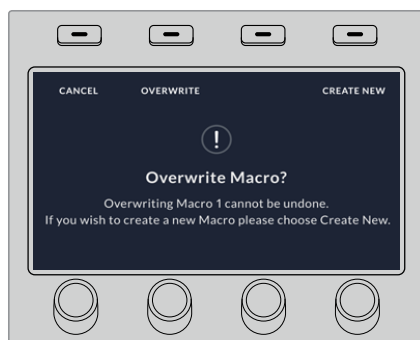 CANCEL OVERWRITE CREATE NEW
Overwrite Macro?
Overwriting Macro 1 cannot be undone.
If you wish to create a new Macro please choose Create New.